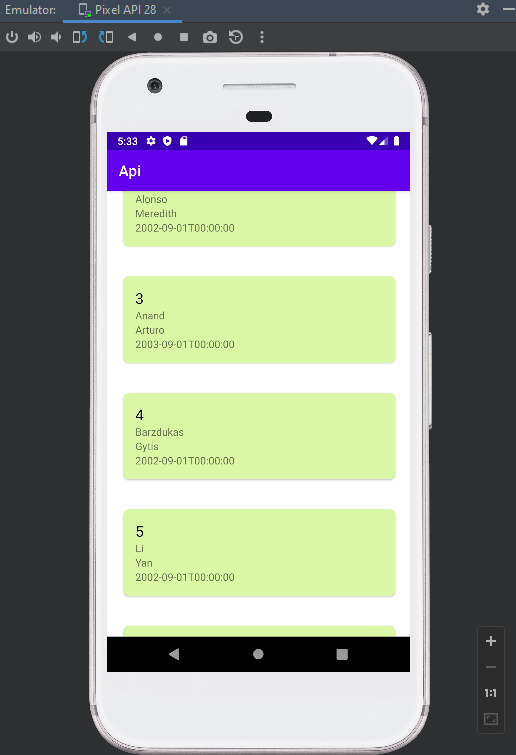 Emulator: Pixel API 28
5:33
Api
Alonso
Meredith
2002-09-01T00:00:00
3
Anand
Arturo
2003-09-01T00:00:00
4
Barzdukas
Gytis
2002-09-01T00:00:00
5
Li
Yan
2002-09-01T00:00:00
1:1